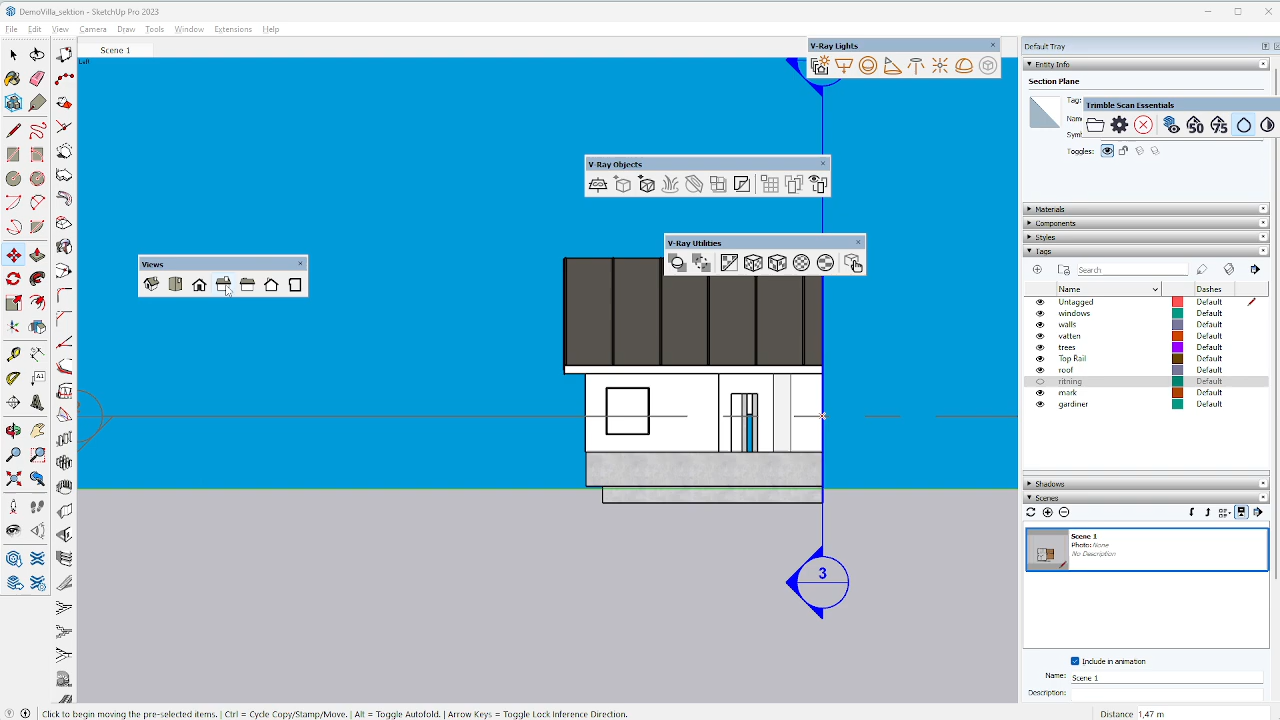 DemoVilla_sektion - SketchUp Pro 2023
File Edit View Camera Draw Tools Window Extensions Help
Scene 1
Left
V-Ray Lights
V-Ray Objects
V-Ray Utilities
Views
3
Default Tray
Entity Info
Section Plane
Tag:
Trimble Scan Essentials
50 75
Toggles:
Materials
Components
Styles
Tags
Search
Name Dashes
Untagged Default
windows Default
walls Default
vatten Default
trees Default
Top Rail Default
roof Default
ritning Default
mark Default
gardiner Default
Shadows
Scenes
Scene 1
Photo: None
No Description
Include in animation
Name: Scene 1
Description:
Click to begin moving the pre-selected items. | Ctrl = Cycle Copy/Stamp/Move. | Alt = Toggle Autofold. | Arrow Keys = Toggle Lock Inference Direction.
Distance 1,47 m